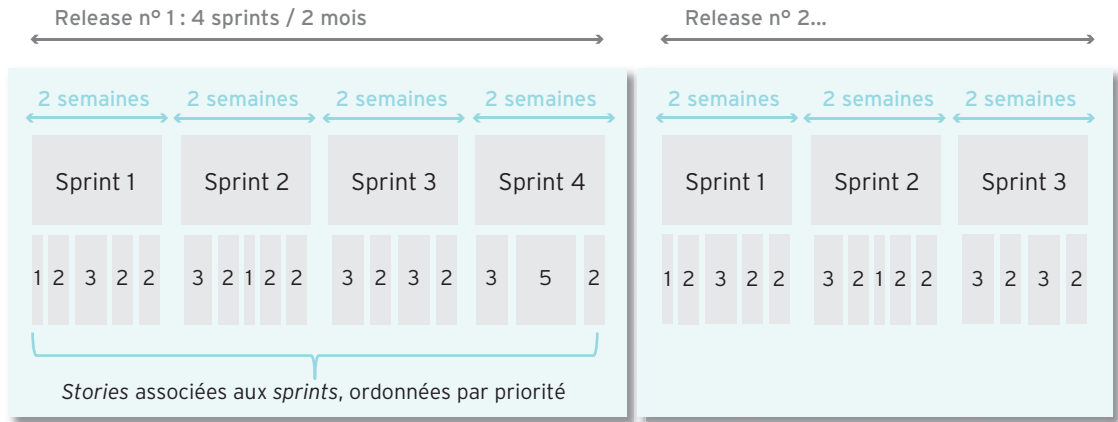 Release n° 1 : 4 sprints / 2 mois
Release n° 2...
2 semaines 2 semaines 2 semaines 2 semaines
2 semaines 2 semaines 2 semaines
Sprint 1 Sprint 2 Sprint 3 Sprint 4
Sprint 1 Sprint 2 Sprint 3
1 2 3 2 2 3 2 1 2 2 3 2 3 2 3 5 2
1 2 3 2 2 3 2 1 2 2 3 2 3 2
Stories associées aux sprints, ordonnées par priorité